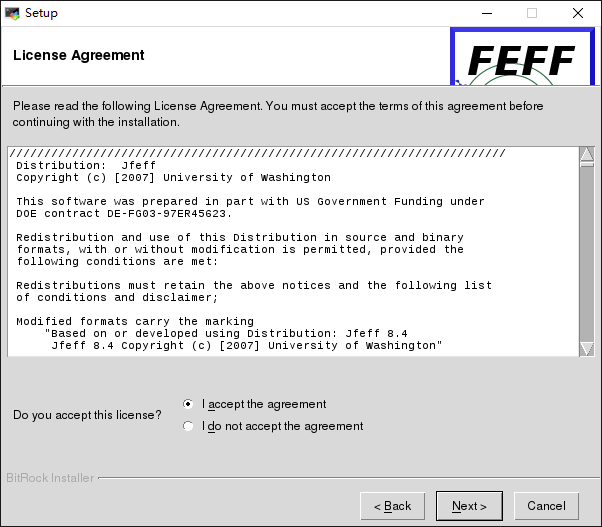 Setup
License Agreement
FEFF
Please read the following License Agreement. You must accept the terms of this agreement before
continuing with the installation.
///////////////////////////////////////////////////////////////////////
Distribution:  Jfeff
Copyright (c) [2007] University of Washington
This software was prepared in part with US Government Funding under
DOE contract DE-FG03-97ER45623.
Redistribution and use of this Distribution in source and binary
formats, with or without modification is permitted, provided the
following conditions are met:
Redistributions must retain the above notices and the following list
of conditions and disclaimer;
Modified formats carry the marking
"Based on or developed using Distribution: Jfeff 8.4
Jfeff 8.4 Copyright (c) [2007] University of Washington"
Do you accept this license?
I accept the agreement
I do not accept the agreement
BitRock Installer
< Back
Next >
Cancel